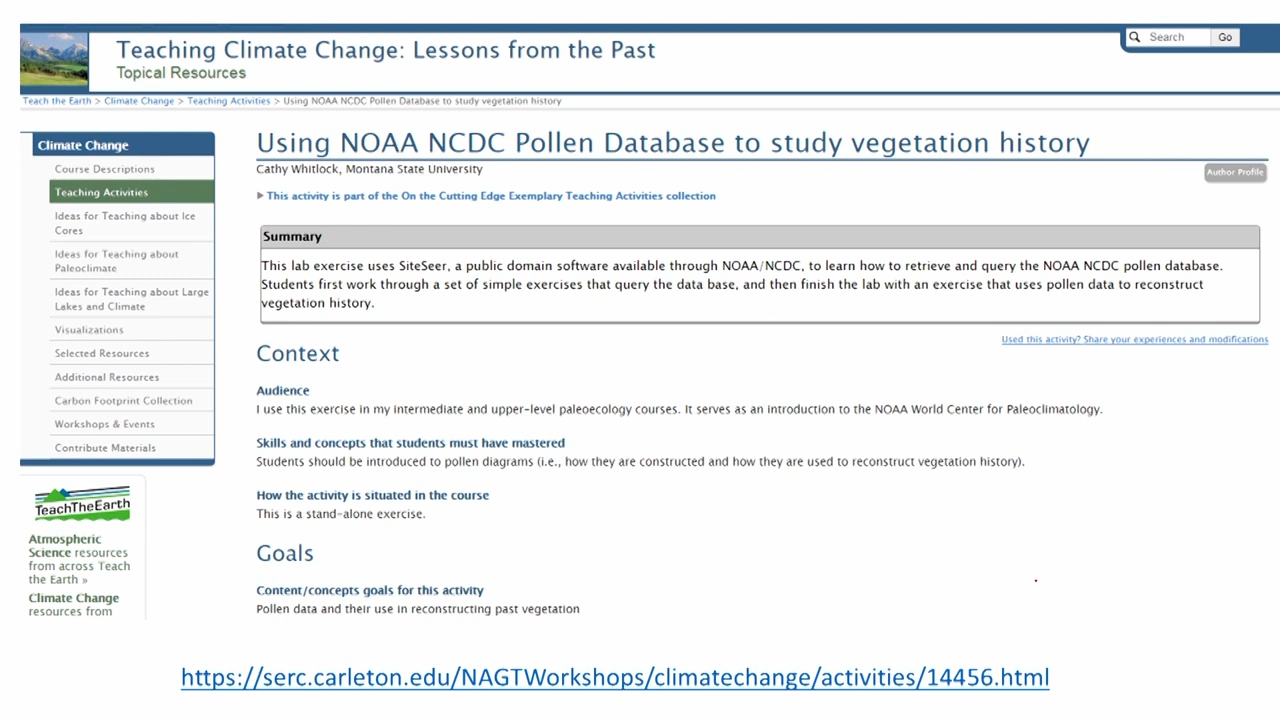 Teaching Climate Change: Lessons from the Past
Topical Resources
Search Go
Teach the Earth > Climate Change > Teaching Activities > Using NOAA NCDC Pollen Database to study vegetation history
Climate Change
Course Descriptions
Teaching Activities
Ideas for Teaching about Ice
Cores
Ideas for Teaching about
Paleoclimate
Ideas for Teaching about Large
Lakes and Climate
Visualizations
Selected Resources
Additional Resources
Carbon Footprint Collection
Workshops & Events
Contribute Materials
TeachTheEarth
Atmospheric
Science resources
from across Teach
the Earth »
Climate Change
resources from
Using NOAA NCDC Pollen Database to study vegetation history
Cathy Whitlock, Montana State University
Author Profile
This activity is part of the On the Cutting Edge Exemplary Teaching Activities collection
Summary
This lab exercise uses SiteSeer, a public domain software available through NOAA/NCDC, to learn how to retrieve and query the NOAA NCDC pollen database.
Students first work through a set of simple exercises that query the data base, and then finish the lab with an exercise that uses pollen data to reconstruct
vegetation history.
Used this activity? Share your experiences and modifications
Context
Audience
I use this exercise in my intermediate and upper-level paleoecology courses. It serves as an introduction to the NOAA World Center for Paleoclimatology.
Skills and concepts that students must have mastered
Students should be introduced to pollen diagrams (i.e., how they are constructed and how they are used to reconstruct vegetation history).
How the activity is situated in the course
This is a stand-alone exercise.
Goals
Content/concepts goals for this activity
Pollen data and their use in reconstructing past vegetation
https://serc.carleton.edu/NAGTWorkshops/climatechange/activities/14456.html